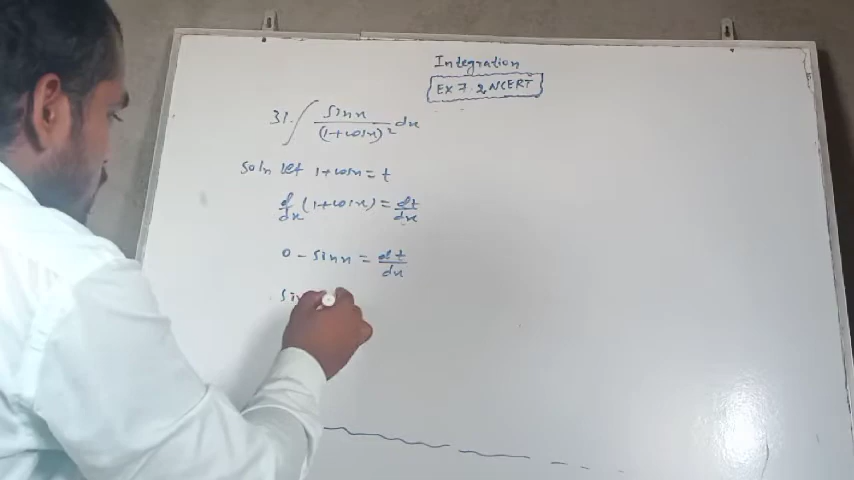 Integration
EX 7.2, NCERT
31. ∫ sinx / (1+cosx)² dx
Soln let 1+cosx = t
d/dx (1+cosx) = dt/dx
0 - sinx = dt/dx